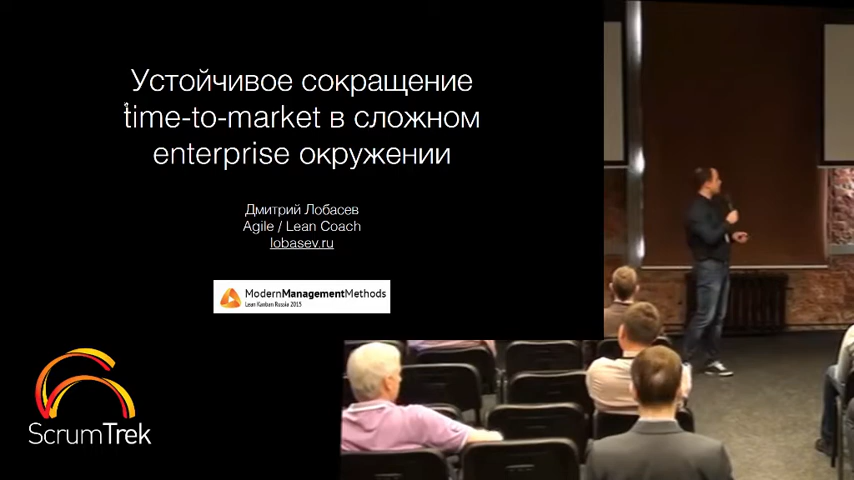 Устойчивое сокращение
time-to-market в сложном
enterprise окружении
Дмитрий Лобасев
Agile / Lean Coach
lobasev.ru
ModernManagementMethods
Lean Kanban Russia 2015
ScrumTrek